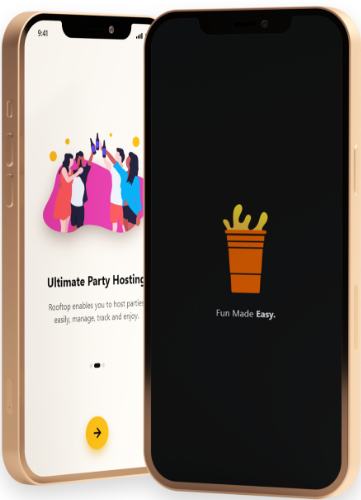 9:41
Ultimate Party Hosting
Rooftop enables you to host parties
easily, manage, track and enjoy.
Fun Made Easy.